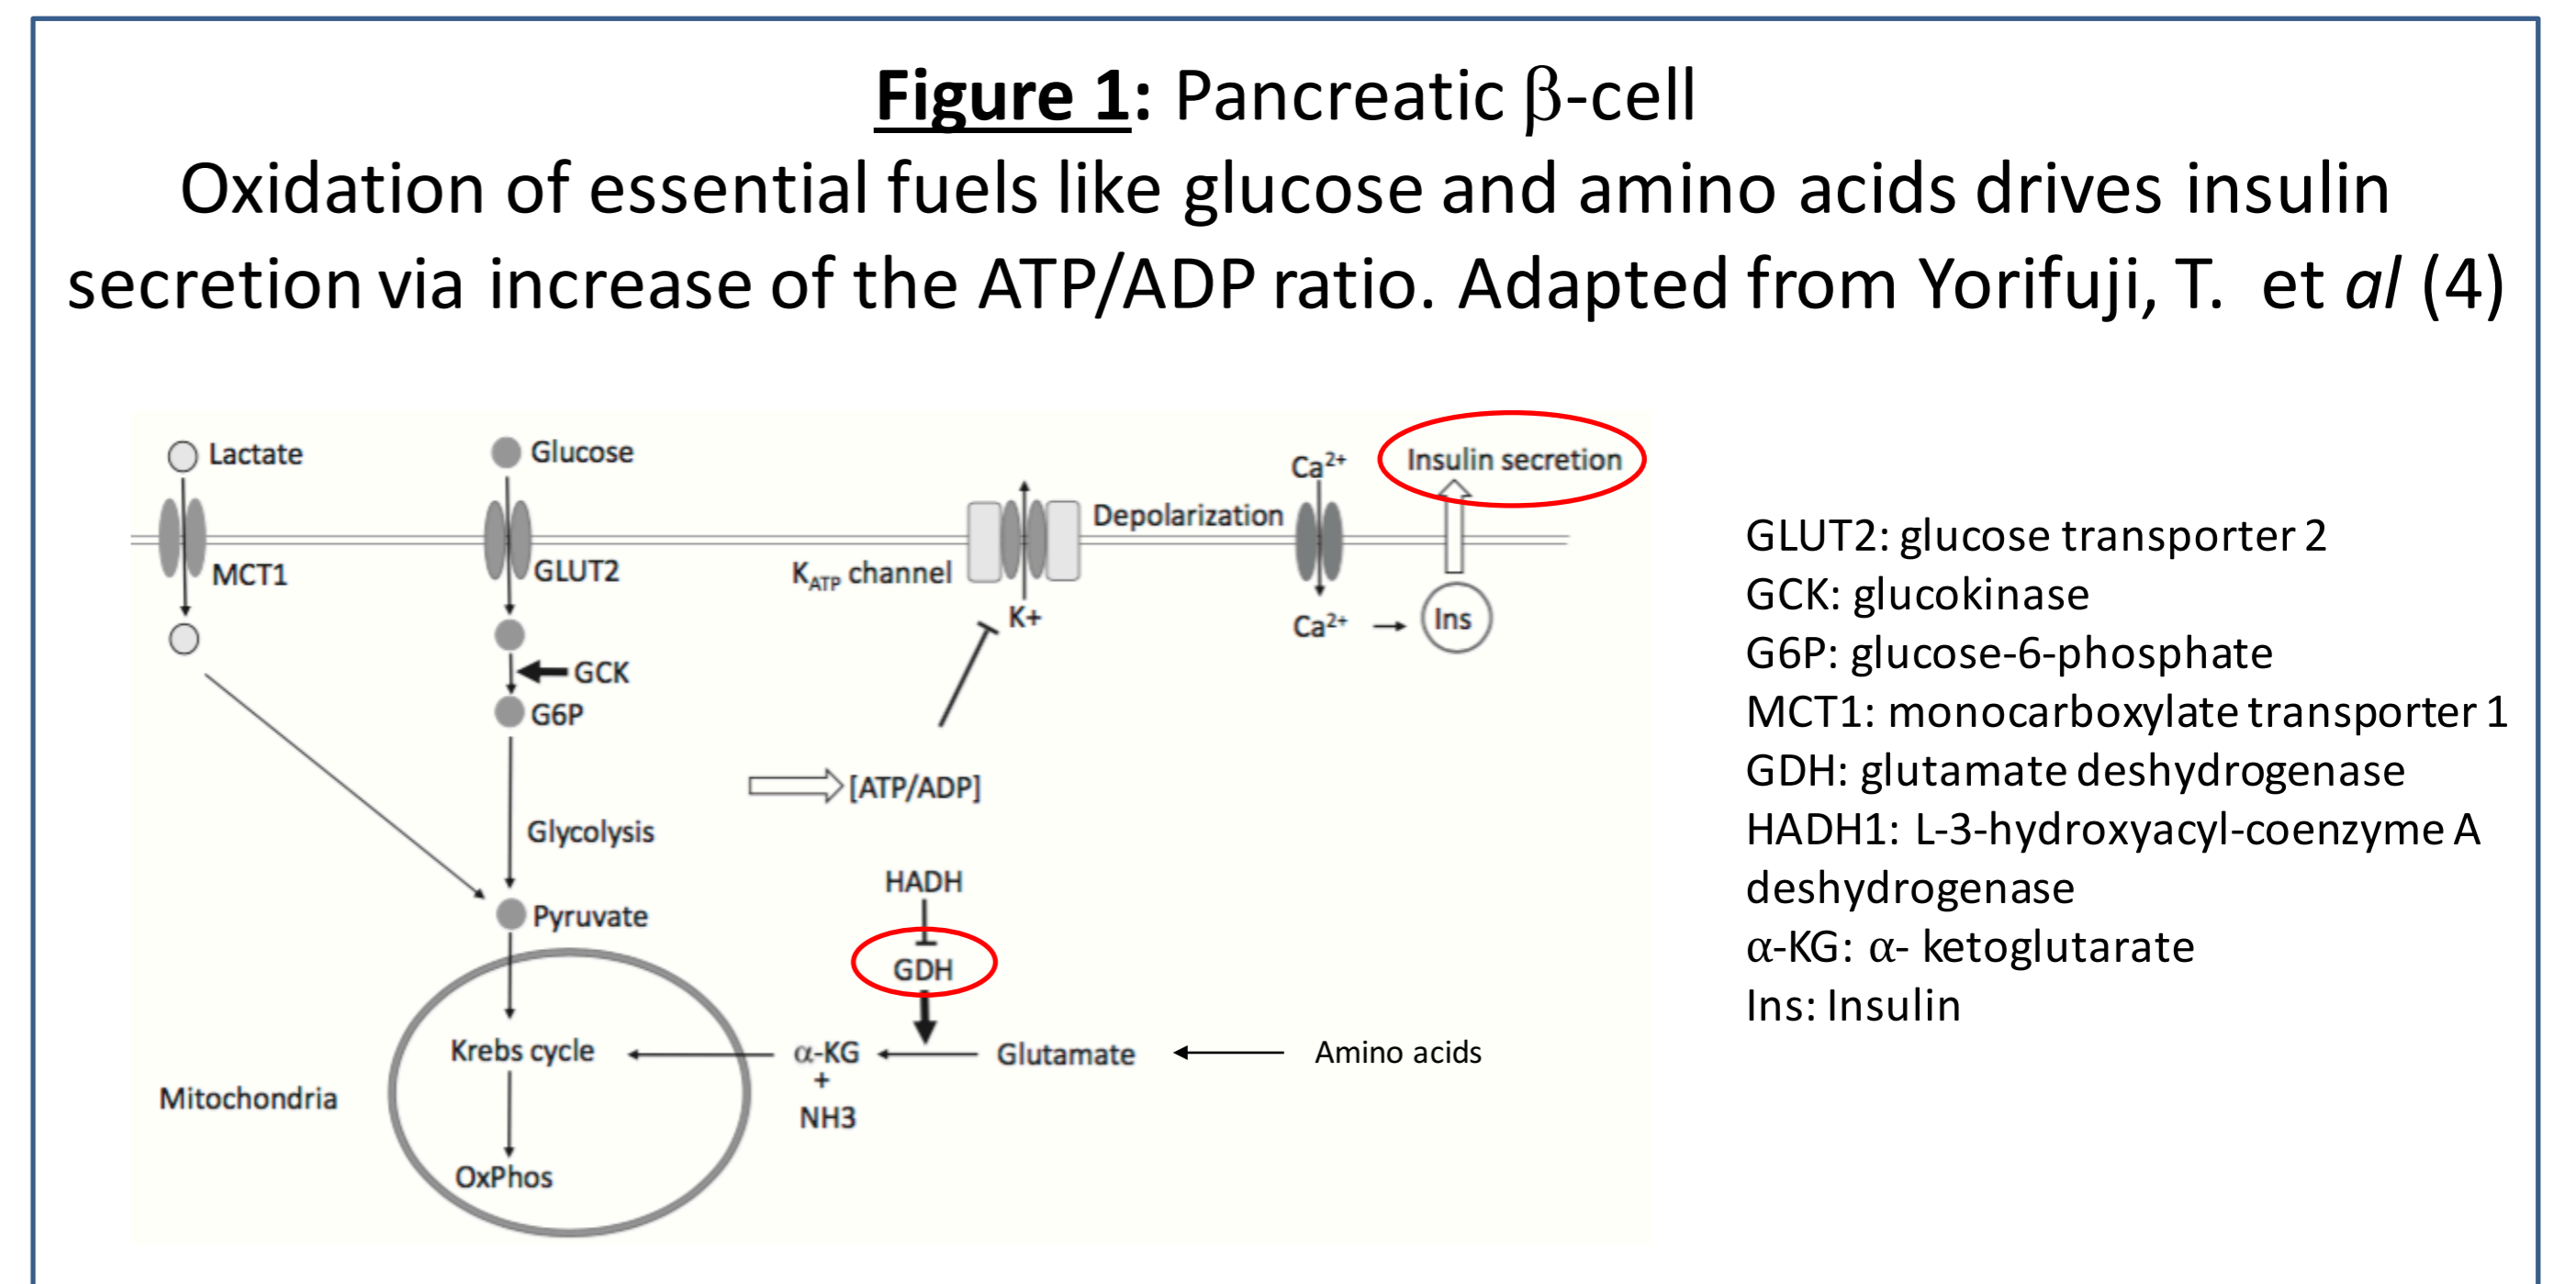 Figure 1: Pancreatic β-cell
Oxidation of essential fuels like glucose and amino acids drives insulin
secretion via increase of the ATP/ADP ratio. Adapted from Yorifuji, T. et al (4)
Lactate
Glucose
Ca2+
Insulin secretion
Depolarization
MCT1
GLUT2
KATP channel
K+
Ca2+
Ins
GCK
G6P
[ATP/ADP]
Glycolysis
HADH
Pyruvate
GDH
Krebs cycle
α-KG
+
NH3
Glutamate
Amino acids
Mitochondria
OxPhos
GLUT2: glucose transporter 2
GCK: glucokinase
G6P: glucose-6-phosphate
MCT1: monocarboxylate transporter 1
GDH: glutamate deshydrogenase
HADH1: L-3-hydroxyacyl-coenzyme A
deshydrogenase
α-KG: α- ketoglutarate
Ins: Insulin